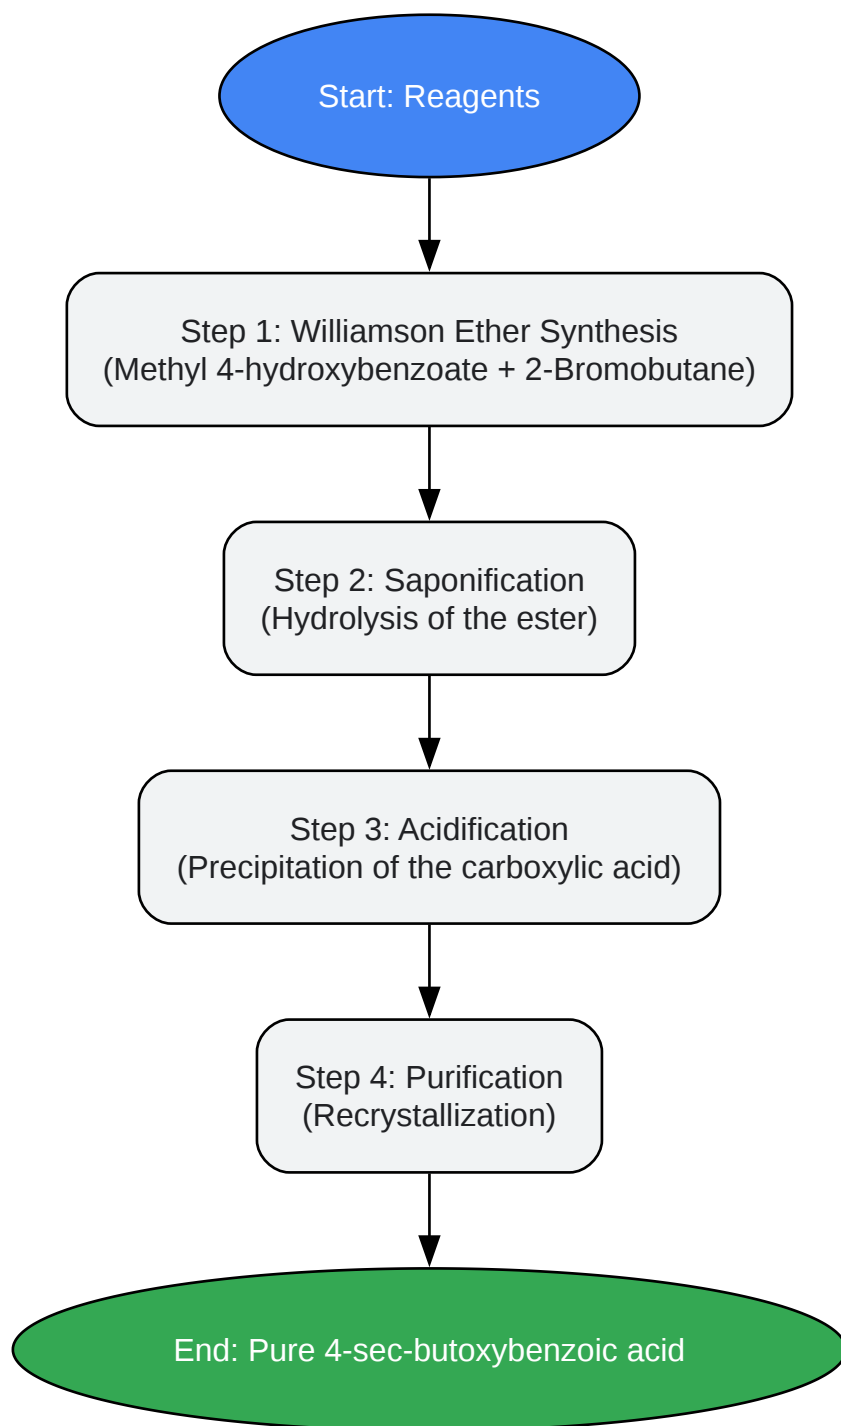 Start: Reagents
Step 1: Williamson Ether Synthesis
(Methyl 4-hydroxybenzoate + 2-Bromobutane)
Step 2: Saponification
(Hydrolysis of the ester)
Step 3: Acidification
(Precipitation of the carboxylic acid)
Step 4: Purification
(Recrystallization)
End: Pure 4-sec-butoxybenzoic acid